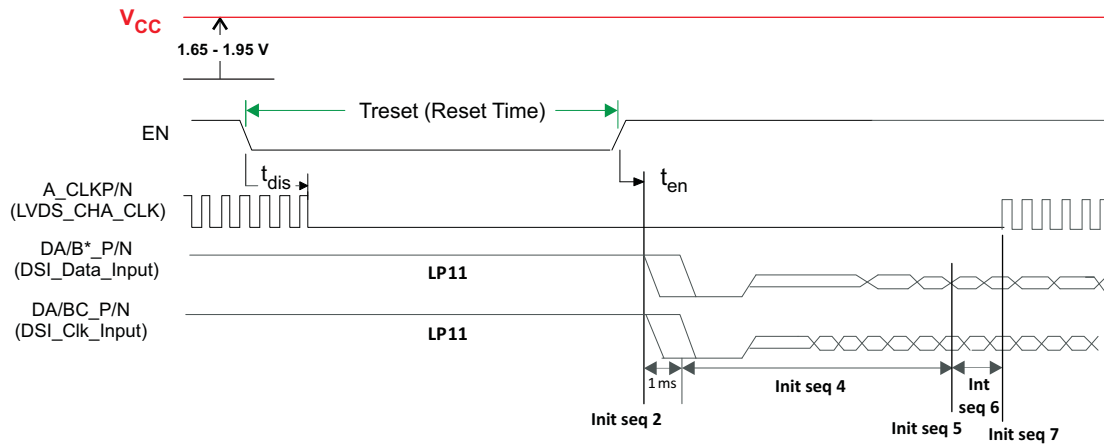 VCC
1.65 - 1.95 V
Treset (Reset Time)
EN
tdis
ten
A_CLKP/N
(LVDS_CHA_CLK)
DA/B*_P/N
(DSI_Data_Input)
LP11
DA/BC_P/N
(DSI_Clk_Input)
LP11
1 ms
Init seq 4
Int
seq 6
Init seq 2
Init seq 5
Init seq 7